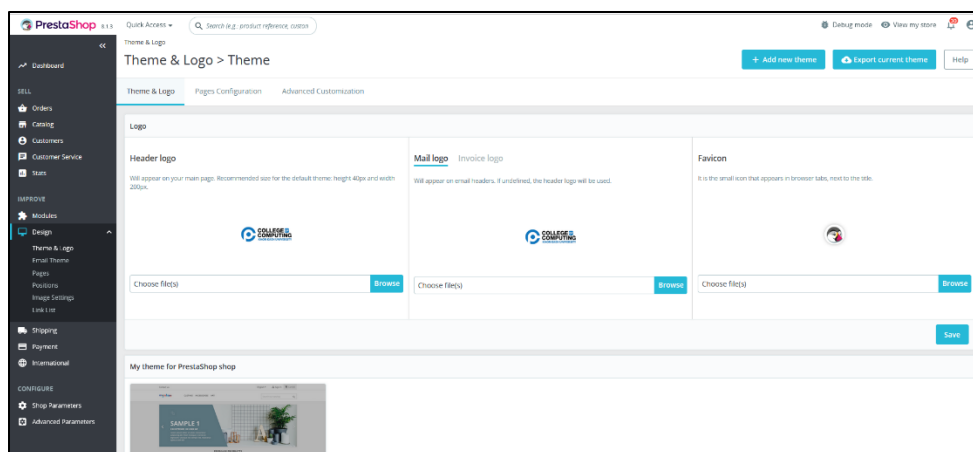 PrestaShop 8.1.3
Quick Access
Search (e.g.: product reference, custon
Debug mode
View my store
Theme & Logo
Theme & Logo > Theme
Add new theme
Export current theme
Help
Theme & Logo
Pages Configuration
Advanced Customization
Dashboard
SELL
Orders
Catalog
Customers
Customer Service
Stats
IMPROVE
Modules
Design
Theme & Logo
Email Theme
Pages
Positions
Image Settings
Link List
Shipping
Payment
International
CONFIGURE
Shop Parameters
Advanced Parameters
Logo
Header logo
Will appear on your main page. Recommended size for the default theme: height 40px and width
200px.
COLLEGE
COMPUTING
Choose file(s)
Browse
Mail logo
Invoice logo
Will appear on email headers. If undefined, the header logo will be used.
COLLEGE
COMPUTING
Choose file(s)
Browse
Favicon
It is the small icon that appears in browser tabs, next to the title.
Choose file(s)
Browse
Save
My theme for PrestaShop shop
SAMPLE 1